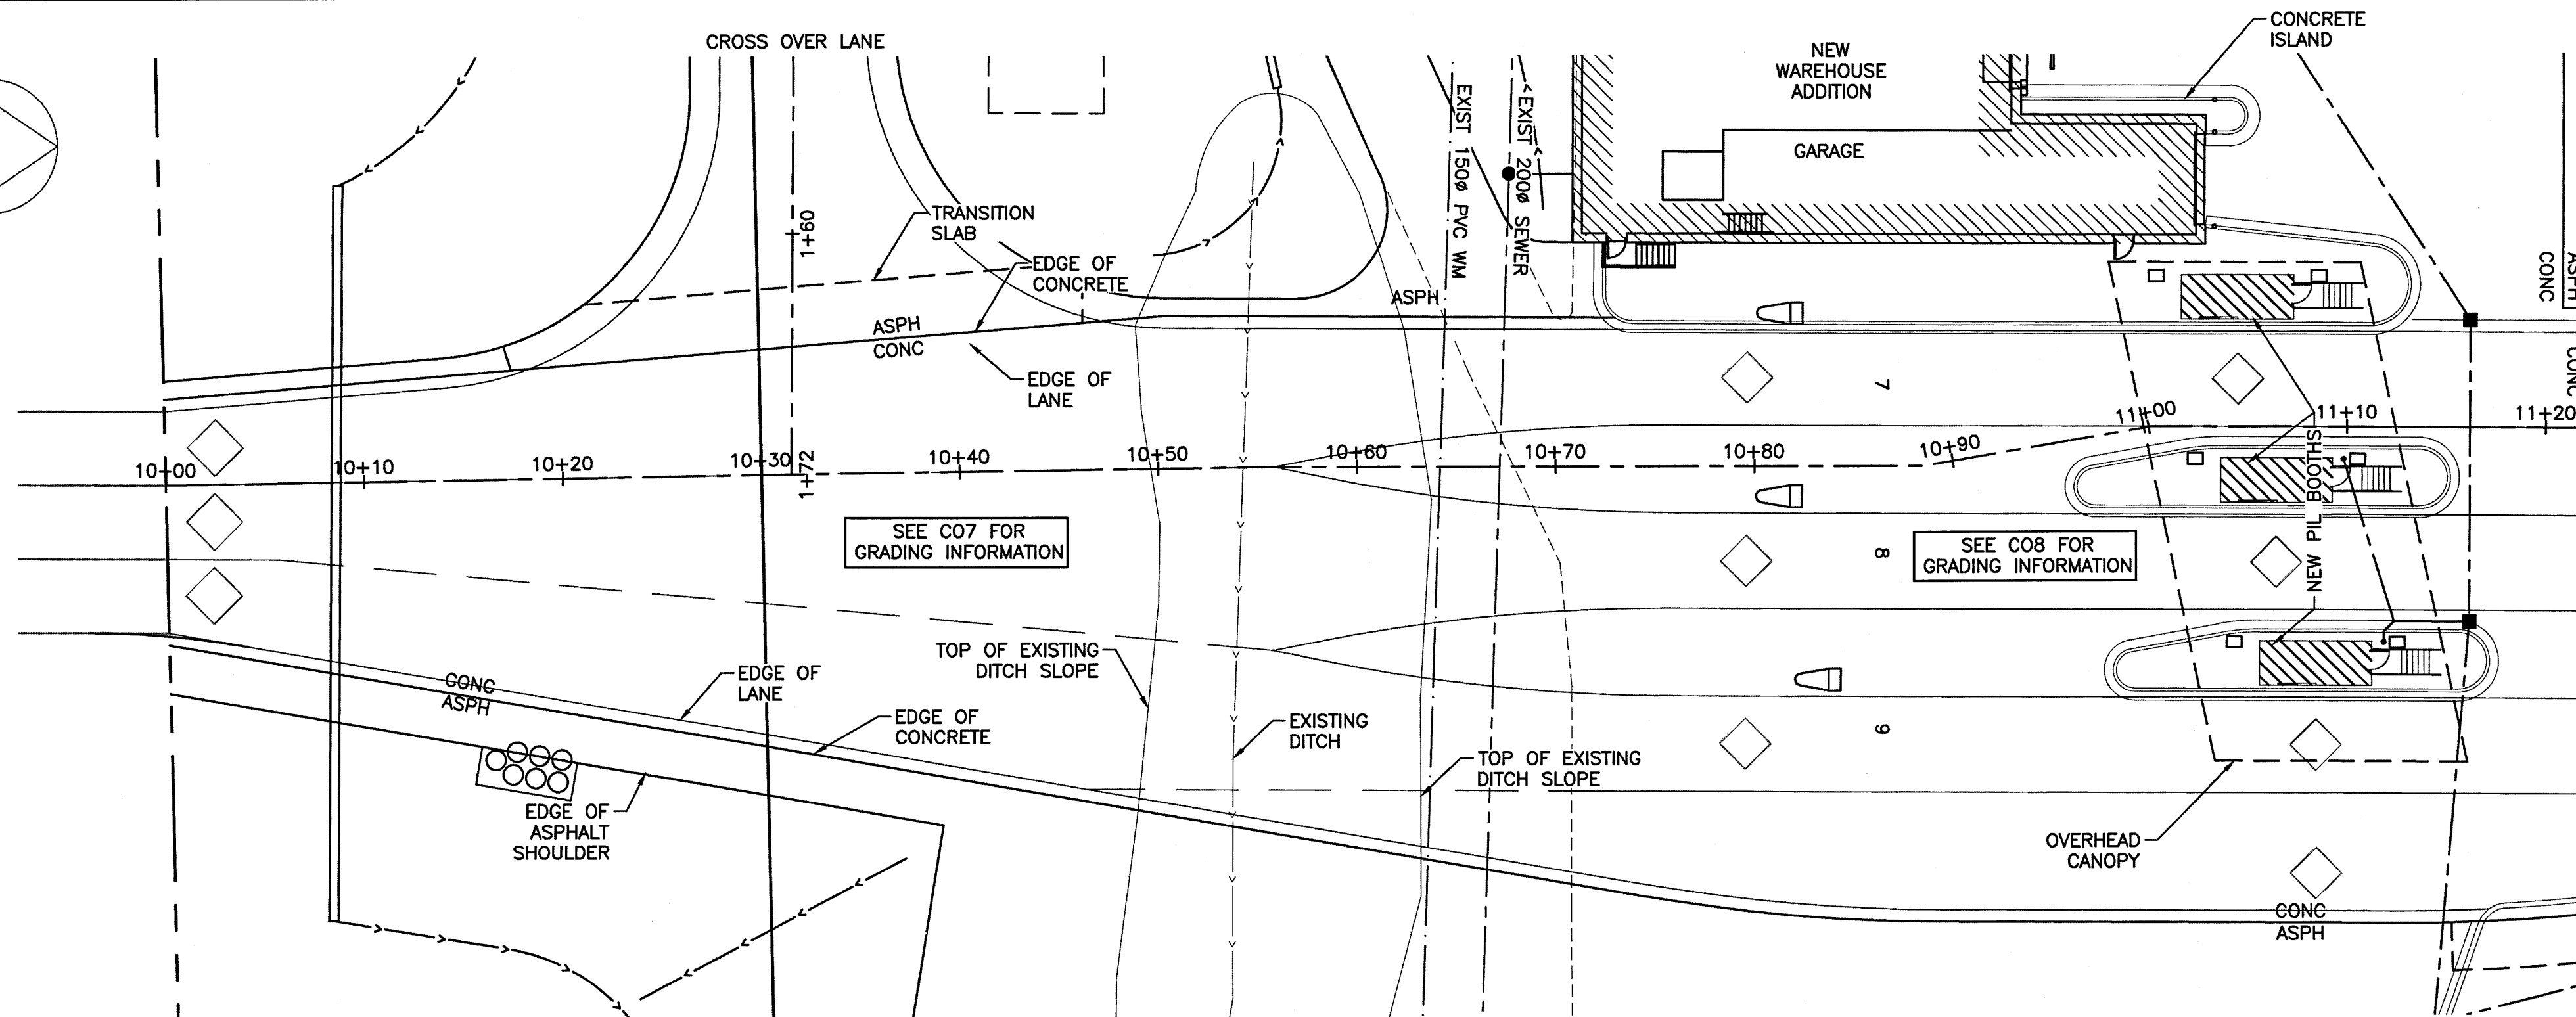 CROSS OVER LANE
CONCRETE
ISLAND
NEW
WAREHOUSE
ADDITION
GARAGE
EXIST 150ø PVC WM
EXIST 200ø SEWER
1+60
TRANSITION
SLAB
EDGE OF
CONCRETE
ASPH
ASPH
CONC
ASPH
CONC
CONC
EDGE OF
LANE
7
10+00
10+10
10+20
10+30
1+72
10+40
10+50
10+60
10+70
10+80
10+90
11+00
11+10
11+20
SEE C07 FOR
GRADING INFORMATION
8
SEE C08 FOR
GRADING INFORMATION
NEW PIL BOOTHS
TOP OF EXISTING
DITCH SLOPE
CONC
ASPH
EDGE OF
LANE
EDGE OF
CONCRETE
EXISTING
DITCH
9
TOP OF EXISTING
DITCH SLOPE
EDGE OF
ASPHALT
SHOULDER
OVERHEAD
CANOPY
CONC
ASPH